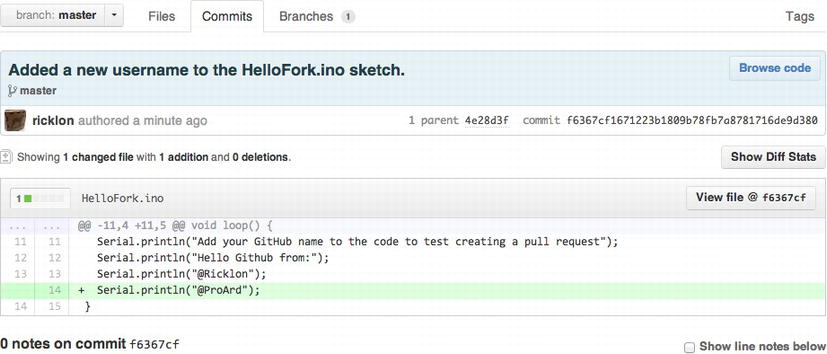 branch: master Files Commits Branches 1 Tags
Added a new username to the HelloFork.ino sketch.
Browse code
master
ricklon authored a minute ago 1 parent 4e28d3f commit f6367cf1671223b1809b78fb7a8781716de9d380
Showing 1 changed file with 1 addition and 0 deletions. Show Diff Stats
1 HelloFork.ino View file @ f6367cf
... ... @@ -11,4 +11,5 @@ void loop() {
11 11 Serial.println("Add your GitHub name to the code to test creating a pull request");
12 12 Serial.println("Hello Github from:");
13 13 Serial.println("@Ricklon");
14 + Serial.println("@ProArd");
14 15 }
0 notes on commit f6367cf Show line notes below